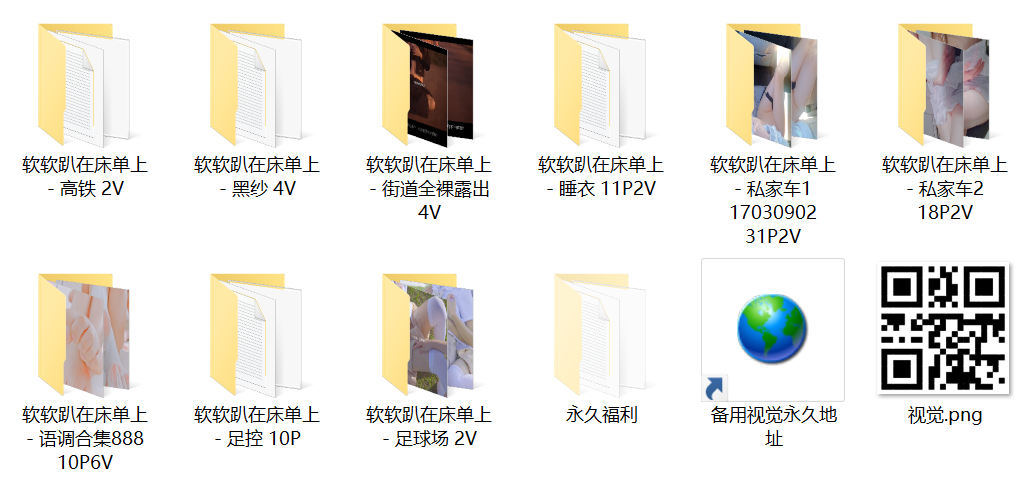 软软趴在床单上 - 高铁 2V
软软趴在床单上 - 黑纱 4V
软软趴在床单上 - 街道全裸露出 4V
软软趴在床单上 - 睡衣 11P2V
软软趴在床单上 - 私家车1 17030902 31P2V
软软趴在床单上 - 私家车2 18P2V
软软趴在床单上 - 语调合集888 10P6V
软软趴在床单上 - 足控 10P
软软趴在床单上 - 足球场 2V
永久福利
备用视觉永久地址
视觉.png